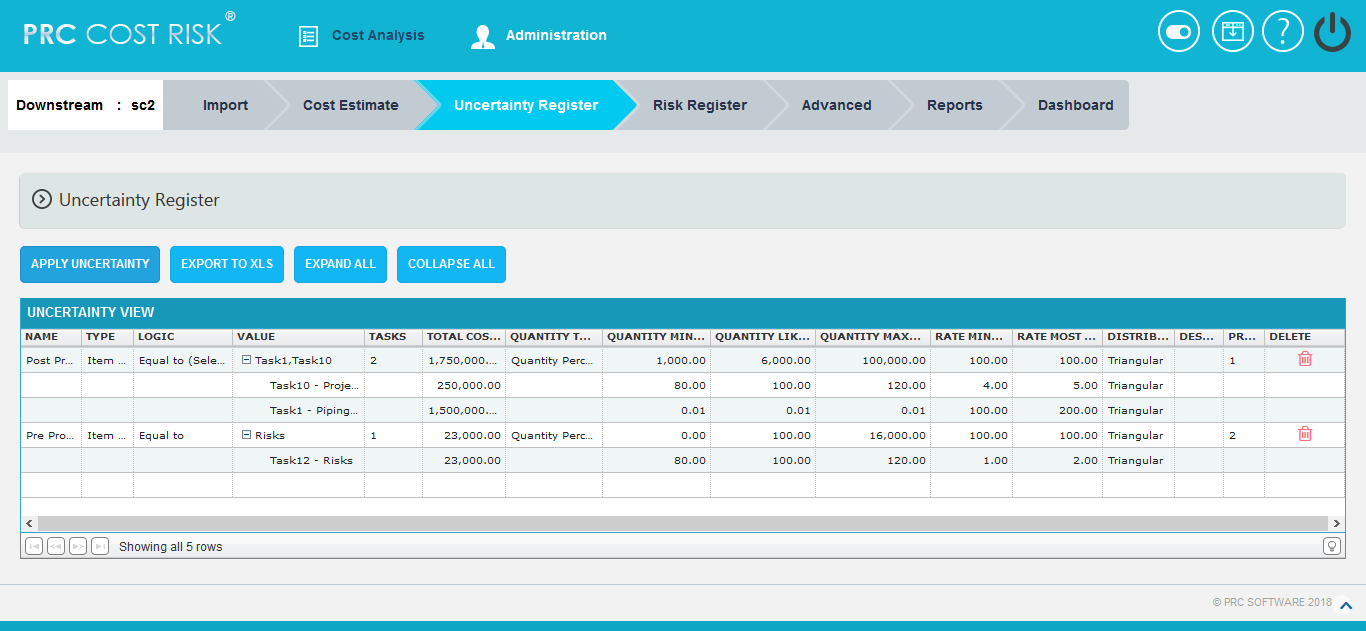 PRC COST RISK ®
Cost Analysis
Administration
?
Downstream : sc2
Import
Cost Estimate
Uncertainty Register
Risk Register
Advanced
Reports
Dashboard
Uncertainty Register
APPLY UNCERTAINTY
EXPORT TO XLS
EXPAND ALL
COLLAPSE ALL
UNCERTAINTY VIEW
NAME TYPE LOGIC VALUE TASKS TOTAL COS... QUANTITY T... QUANTITY MIN... QUANTITY LIK... QUANTITY MAX... RATE MIN... RATE MOST ... DISTRIB... DES... PR... DELETE
Post Pr... Item ... Equal to (Sele... Task1,Task10 2 1,750,000.... Quantity Perc... 1,000.00 6,000.00 100,000.00 100.00 100.00 Triangular 1
Task10 - Proje... 250,000.00 80.00 100.00 120.00 4.00 5.00 Triangular
Task1 - Piping... 1,500,000.... 0.01 0.01 0.01 100.00 200.00 Triangular
Pre Pro... Item ... Equal to Risks 1 23,000.00 Quantity Perc... 0.00 100.00 16,000.00 100.00 100.00 Triangular 2
Task12 - Risks 23,000.00 80.00 100.00 120.00 1.00 2.00 Triangular
Showing all 5 rows
© PRC SOFTWARE 2018